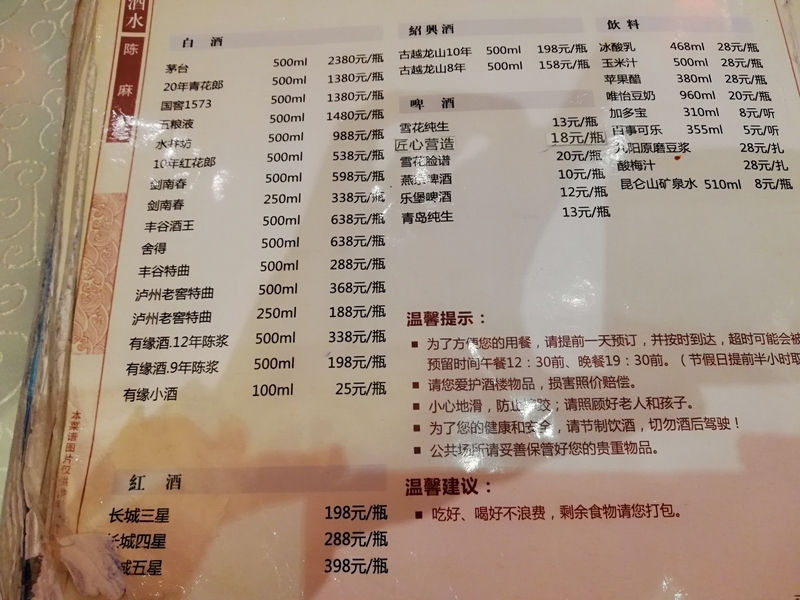 酒水
陈
麻
白 酒
茅台 500ml 2380元/瓶
20年青花郎 500ml 1380元/瓶
国窖1573 500ml 1380元/瓶
五粮液 500ml 1480元/瓶
水井坊 500ml 988元/瓶
10年红花郎 500ml 538元/瓶
剑南春 500ml 598元/瓶
剑南春 250ml 338元/瓶
丰谷酒王 500ml 638元/瓶
舍得 500ml 638元/瓶
丰谷特曲 500ml 288元/瓶
泸州老窖特曲 500ml 368元/瓶
泸州老窖特曲 250ml 188元/瓶
有缘酒.12年陈浆 500ml 338元/瓶
有缘酒.9年陈浆 500ml 198元/瓶
有缘小酒 100ml 25元/瓶
紅 酒
长城三星 198元/瓶
长城四星 288元/瓶
城五星 398元/瓶
紹興酒
古越龙山10年 500ml 198元/瓶
古越龙山8年 500ml 158元/瓶
啤 酒
雪花纯生 13元/瓶
匠心营造 18元/瓶
雪花脸谱 20元/瓶
燕京啤酒 10元/瓶
乐堡啤酒 12元/瓶
青岛纯生 13元/瓶
飲料
冰酸乳 468ml 28元/瓶
玉米汁 500ml 28元/瓶
苹果醋 380ml 28元/瓶
唯怡豆奶 960ml 20元/瓶
加多宝 310ml 8元/听
百事可乐 355ml 5元/听
九阳原磨豆浆 28元/扎
酸梅汁 28元/扎
昆仑山矿泉水 510ml 8元/瓶
温馨提示：
■ 为了方便您的用餐，请提前一天预订，并按时到达，超时可能会被
预留时间午餐12：30前、晚餐19：30前。（节假日提前半小时取
■ 请您爱护酒楼物品，损害照价赔偿。
■ 小心地滑，防止摔跤；请照顾好老人和孩子。
■ 为了您的健康和安全，请节制饮酒，切勿酒后驾驶！
■ 公共场所请妥善保管好您的贵重物品。
温馨建议：
■ 吃好、喝好不浪费，剩余食物请您打包。
本菜谱图片仅